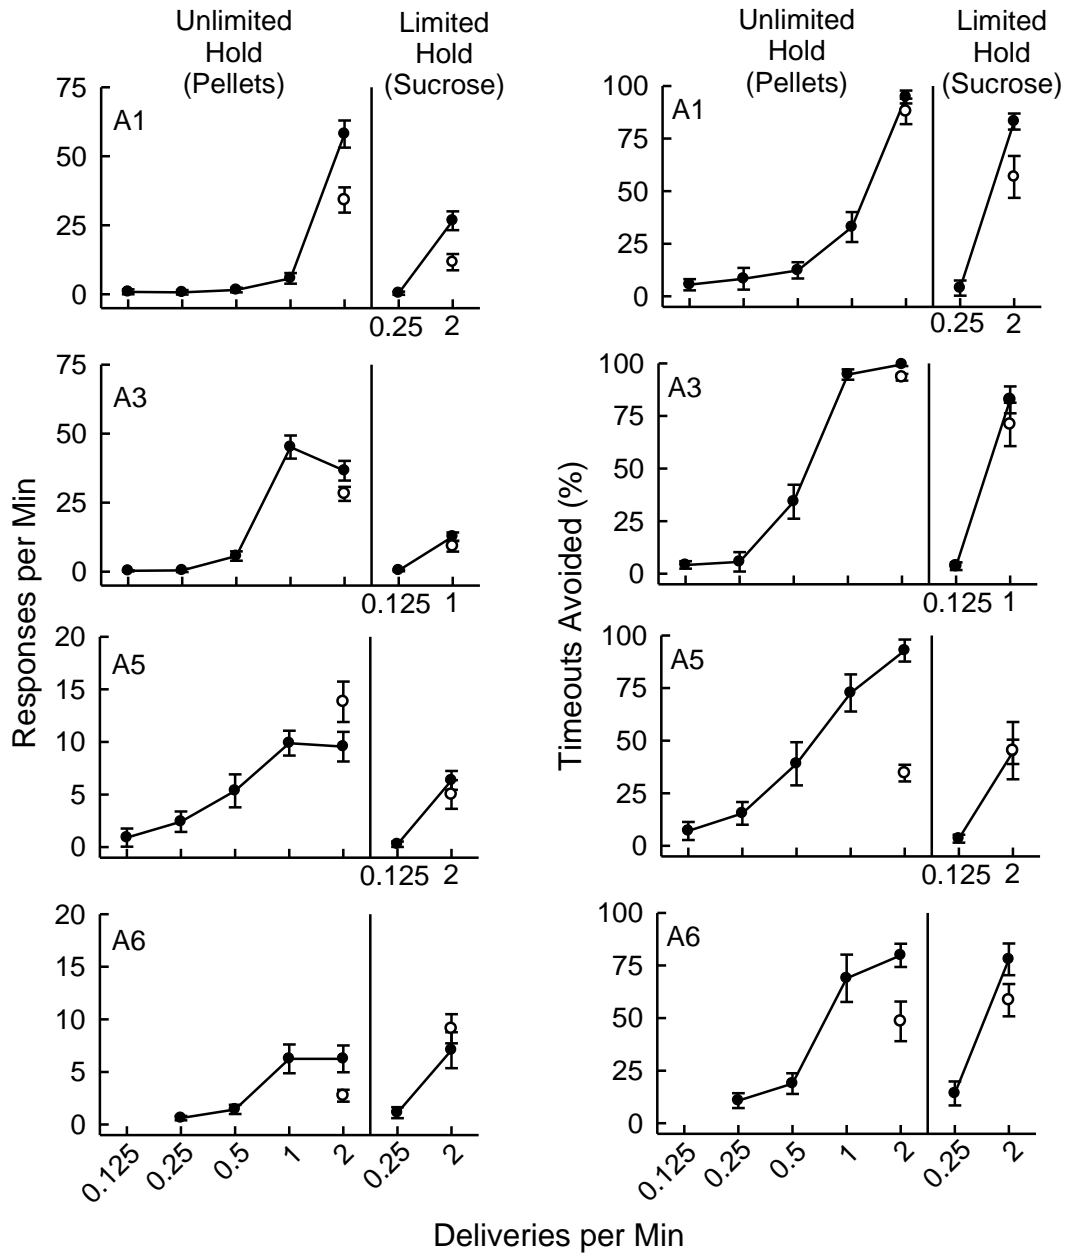 Unlimited
Hold
(Pellets)
Limited
Hold
(Sucrose)
Unlimited
Hold
(Pellets)
Limited
Hold
(Sucrose)
75
50
25
0
A1
0.25 2
100
75
50
25
0
A1
0.25 2
75
50
25
0
A3
0.125 1
100
75
50
25
0
A3
0.125 1
Responses per Min
Timeouts Avoided (%)
20
15
10
5
0
A5
0.125 2
100
75
50
25
0
A5
0.125 2
20
15
10
5
0
A6
0.125 0.25 0.5 1 2 0.25 2
100
75
50
25
0
A6
0.125 0.25 0.5 1 2 0.25 2
Deliveries per Min